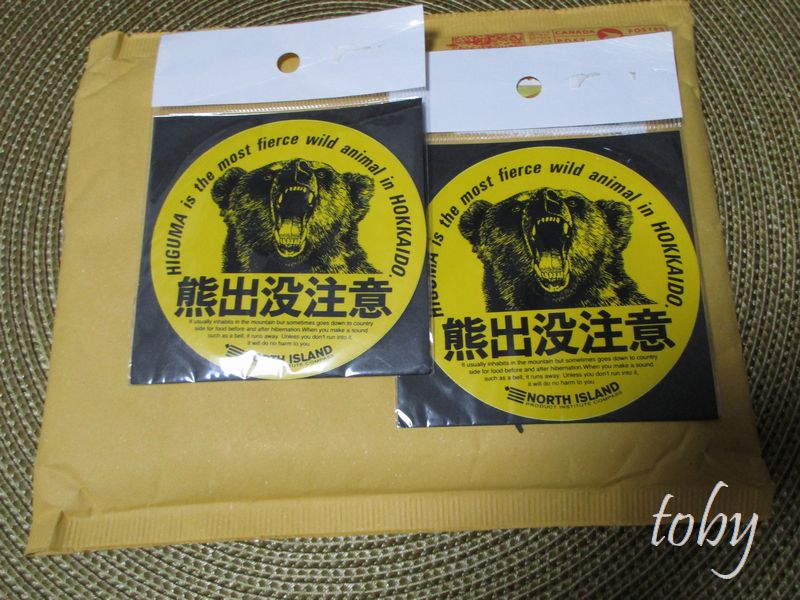 CANADA
POST
POSTES
HIGUMA is the most fierce wild animal in HOKKAIDO.
熊出没注意
It usually inhabits in the mountain but sometimes goes down to country
side for food before and after hibernation.When you make a sound
such as a bell, it runs away. Unless you don't run into it,
it will do no harm to you
NORTH ISLAND
HIGUMA is the most fierce wild animal in HOKKAIDO.
熊出没注意
It usually inhabits in the mountain but sometimes goes down to country
side for food before and after hibernation.When you make a sound
such as a bell, it runs away. Unless you don't run into it,
it will do no harm to you
NORTH ISLAND
PRODUCT INSTITUTE COMPASS
toby